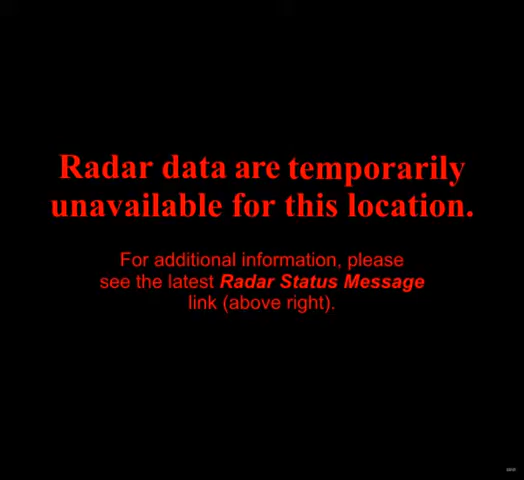 Radar data are temporarily
unavailable for this location.
For additional information, please
see the latest Radar Status Message
link (above right).